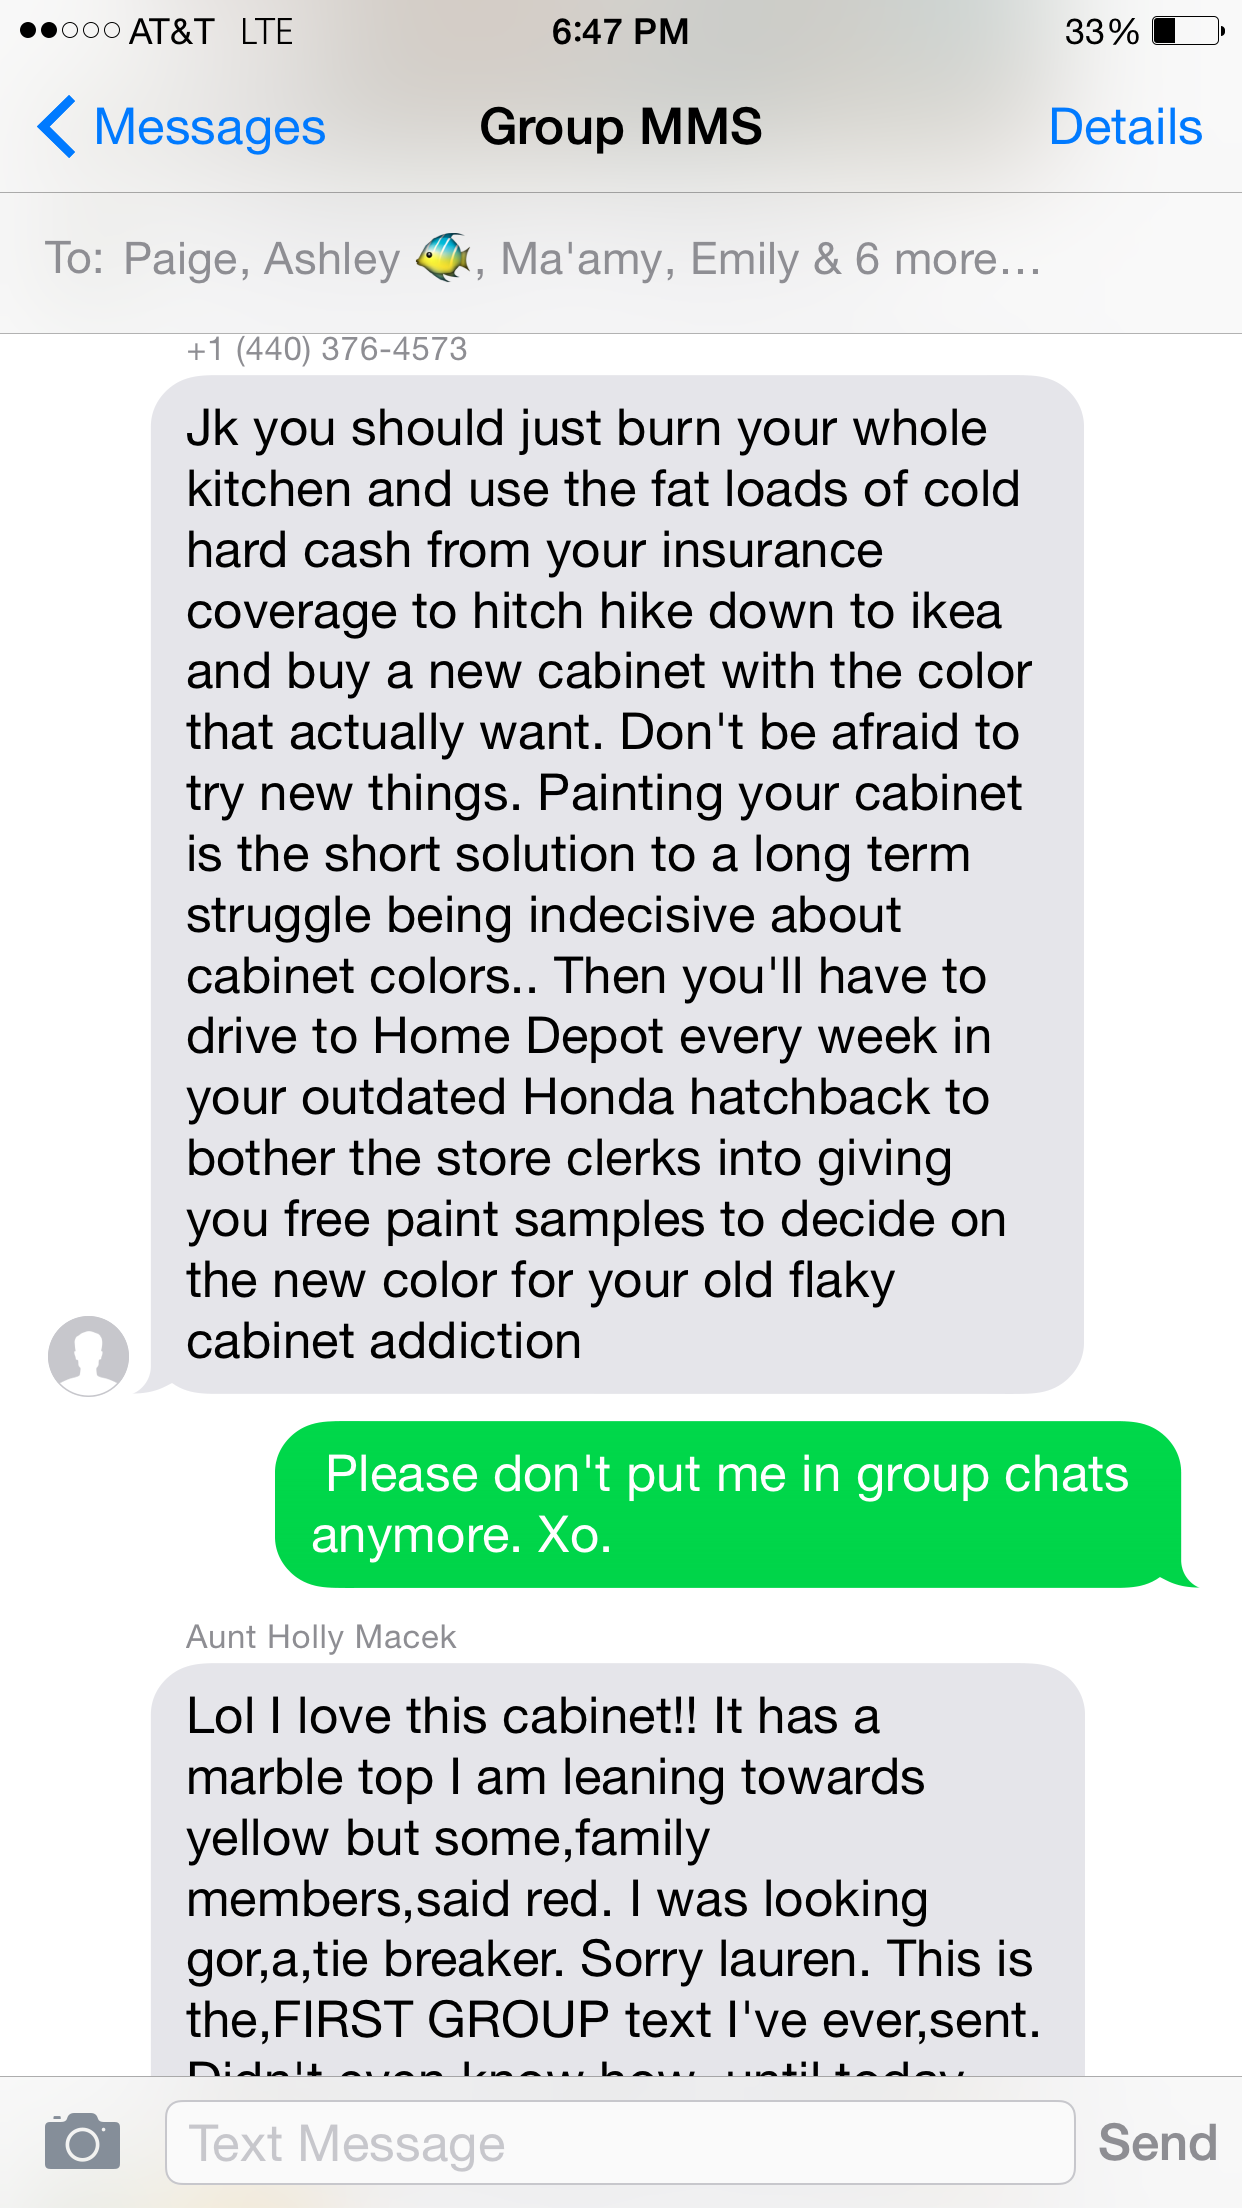 AT&T LTE 6:47 PM 33%
Messages Group MMS Details
To: Paige, Ashley 🐠, Ma'amy, Emily & 6 more...
+1 (440) 376-4573
Jk you should just burn your whole
kitchen and use the fat loads of cold
hard cash from your insurance
coverage to hitch hike down to ikea
and buy a new cabinet with the color
that actually want. Don't be afraid to
try new things. Painting your cabinet
is the short solution to a long term
struggle being indecisive about
cabinet colors.. Then you'll have to
drive to Home Depot every week in
your outdated Honda hatchback to
bother the store clerks into giving
you free paint samples to decide on
the new color for your old flaky
cabinet addiction
Please don't put me in group chats
anymore. Xo.
Aunt Holly Macek
Lol I love this cabinet!! It has a
marble top I am leaning towards
yellow but some,family
members,said red. I was looking
gor,a,tie breaker. Sorry lauren. This is
the,FIRST GROUP text I've ever,sent.
Didn't even know how until today
Text Message Send